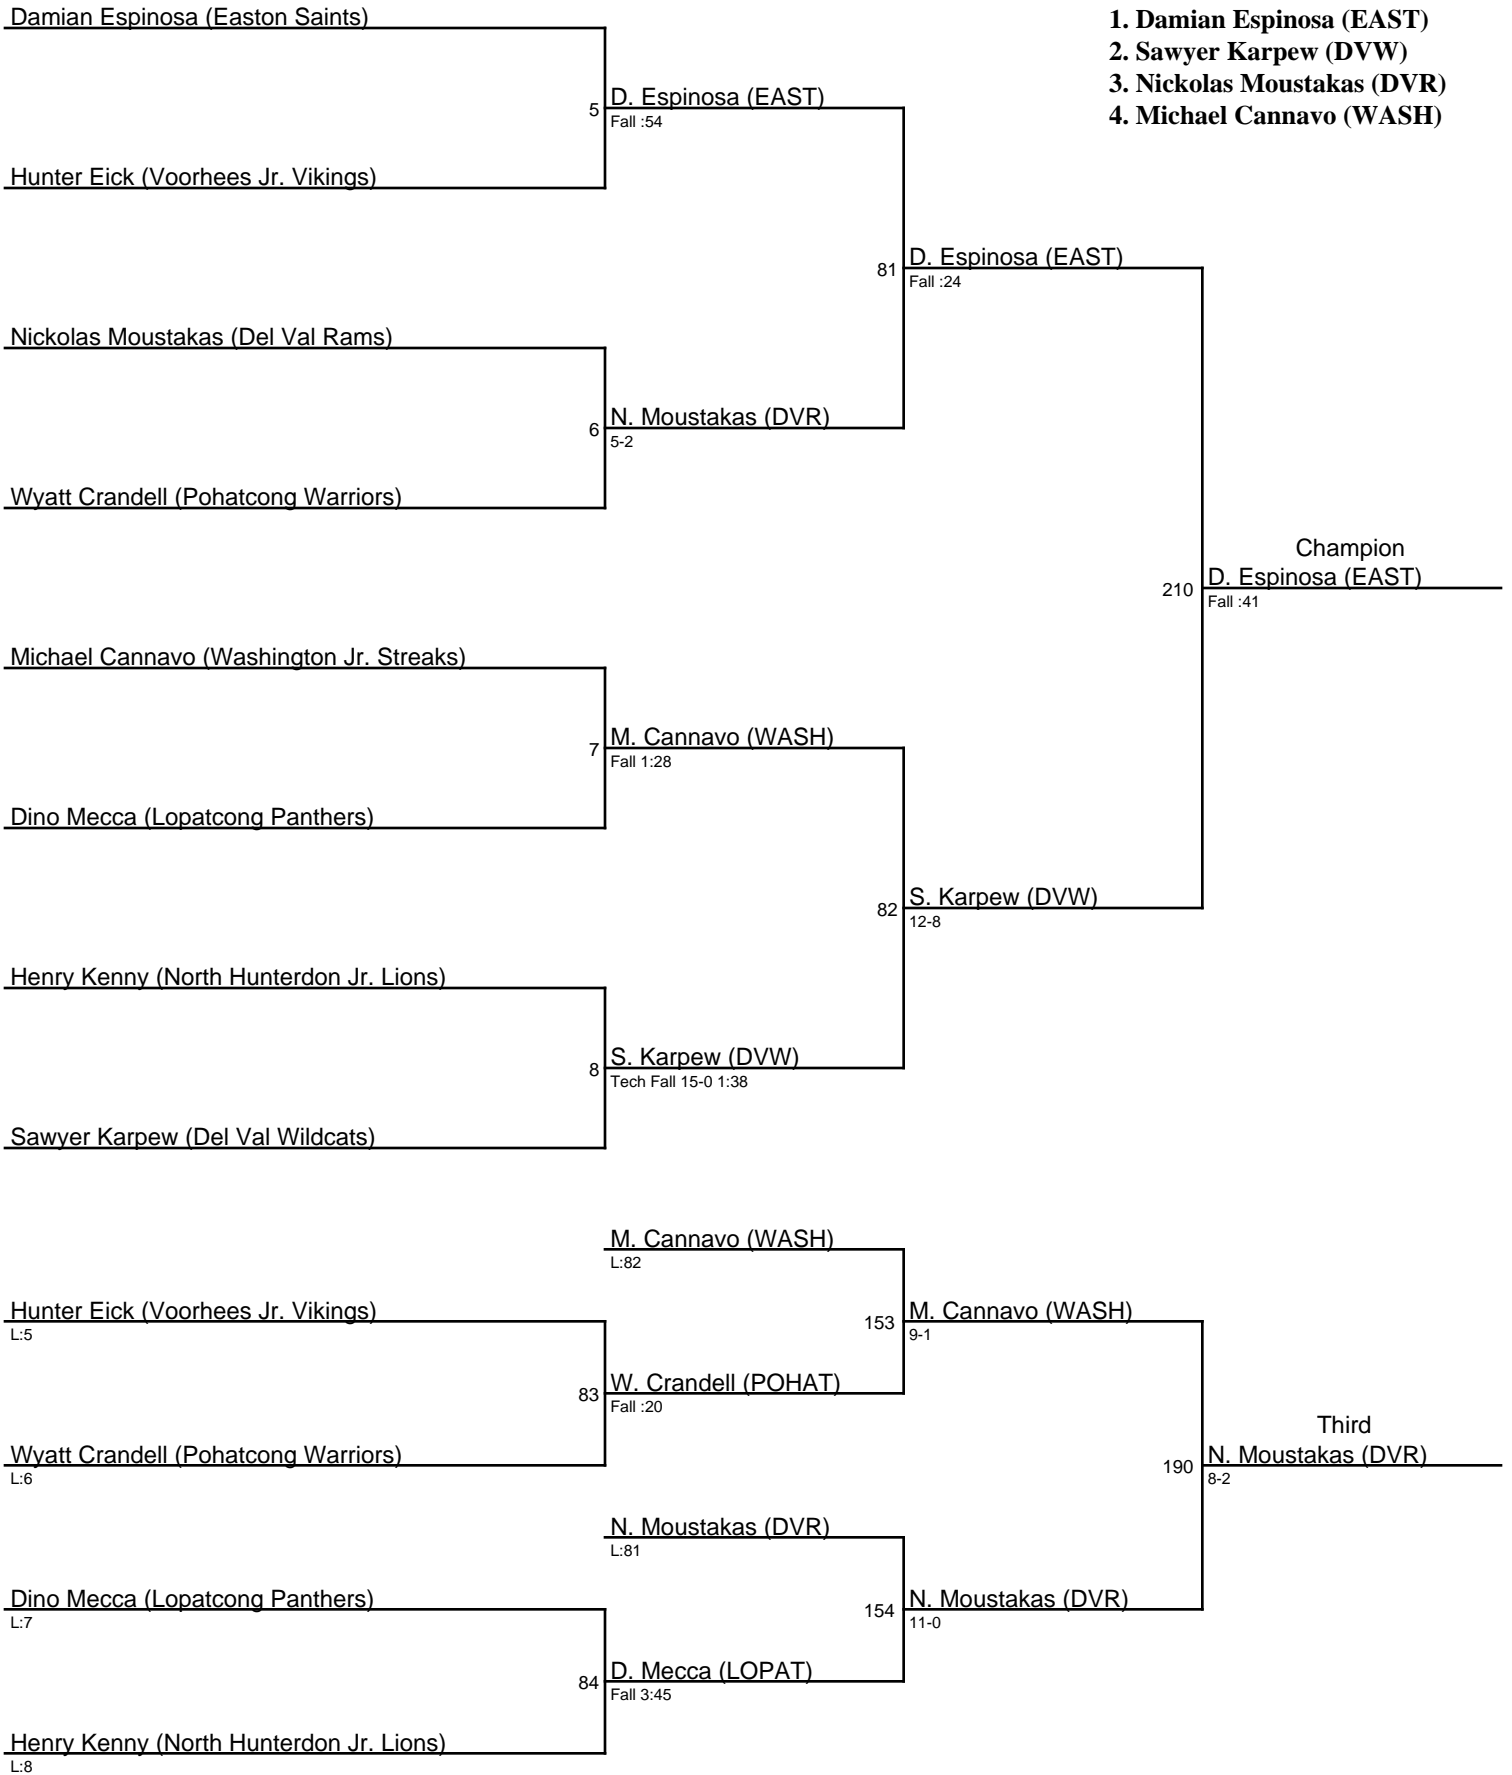 Damian Espinosa (Easton Saints)
1. Damian Espinosa (EAST)
2. Sawyer Karpew (DVW)
3. Nickolas Moustakas (DVR)
4. Michael Cannavo (WASH)
5
D. Espinosa (EAST)
Fall :54
Hunter Eick (Voorhees Jr. Vikings)
81
D. Espinosa (EAST)
Fall :24
Nickolas Moustakas (Del Val Rams)
6
N. Moustakas (DVR)
5-2
Wyatt Crandell (Pohatcong Warriors)
Champion
210
D. Espinosa (EAST)
Fall :41
Michael Cannavo (Washington Jr. Streaks)
7
M. Cannavo (WASH)
Fall 1:28
Dino Mecca (Lopatcong Panthers)
82
S. Karpew (DVW)
12-8
Henry Kenny (North Hunterdon Jr. Lions)
8
S. Karpew (DVW)
Tech Fall 15-0 1:38
Sawyer Karpew (Del Val Wildcats)
M. Cannavo (WASH)
L:82
Hunter Eick (Voorhees Jr. Vikings)
L:5
153
M. Cannavo (WASH)
9-1
83
W. Crandell (POHAT)
Fall :20
Wyatt Crandell (Pohatcong Warriors)
L:6
Third
190
N. Moustakas (DVR)
8-2
N. Moustakas (DVR)
L:81
Dino Mecca (Lopatcong Panthers)
L:7
154
N. Moustakas (DVR)
11-0
84
D. Mecca (LOPAT)
Fall 3:45
Henry Kenny (North Hunterdon Jr. Lions)
L:8